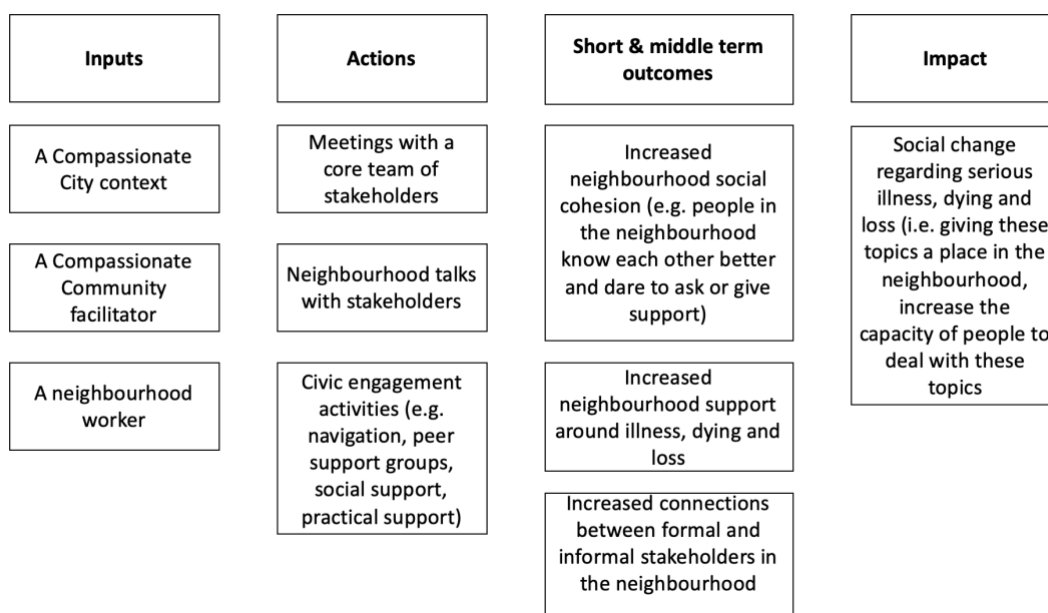 Inputs
A Compassionate
City context
A Compassionate
Community
facilitator
A neighbourhood
worker
Actions
Meetings with a
core team of
stakeholders
Neighbourhood talks
with stakeholders
Civic engagement
activities (e.g.
navigation, peer
support groups,
social support,
practical support)
Short & middle term
outcomes
Increased
neighbourhood social
cohesion (e.g. people in
the neighbourhood
know each other better
and dare to ask or give
support)
Increased
neighbourhood support
around illness, dying and
loss
Increased connections
between formal and
informal stakeholders in
the neighbourhood
Impact
Social change
regarding serious
illness, dying and
loss (i.e. giving these
topics a place in the
neighbourhood,
increase the
capacity of people to
deal with these
topics